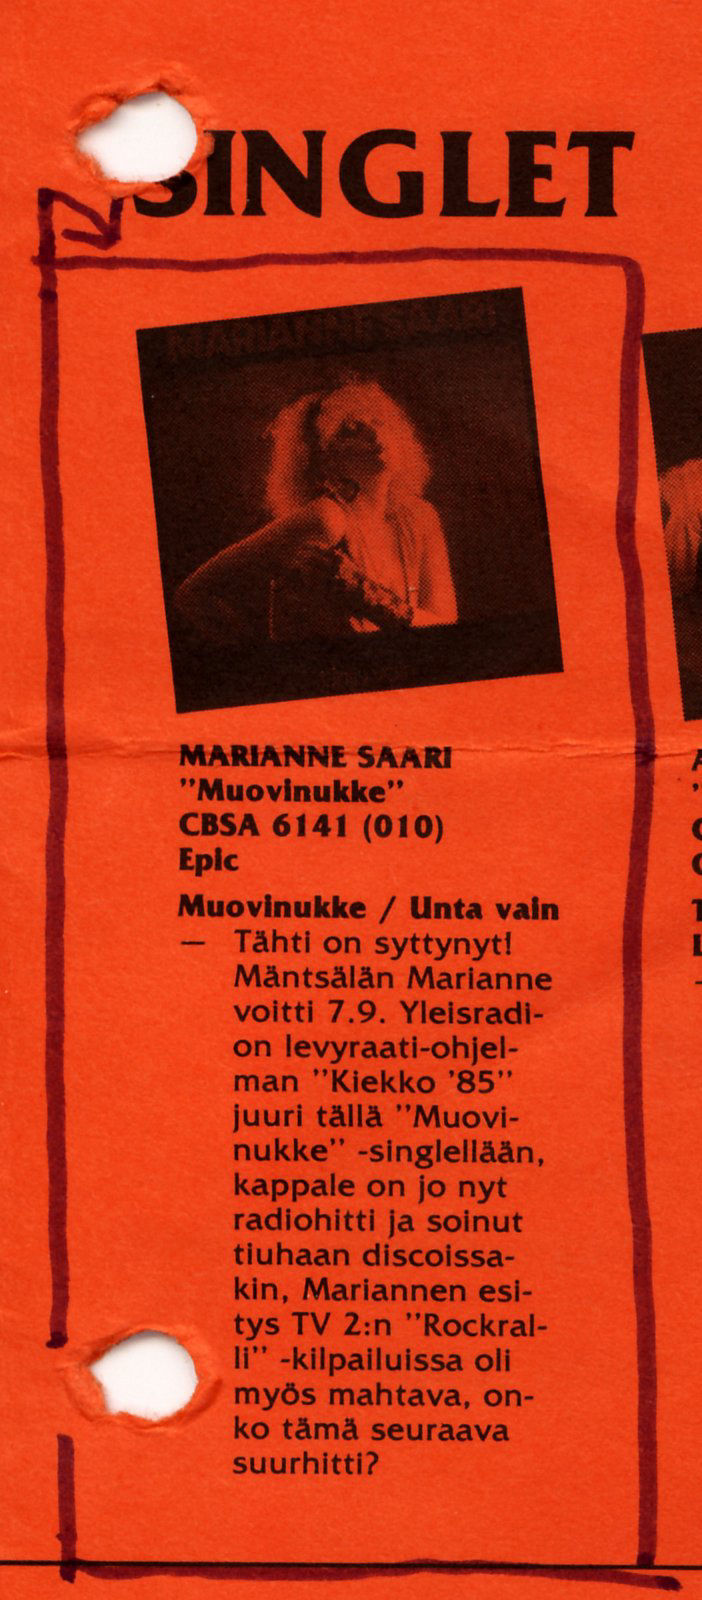 SINGLET
MARIANNE SAARI
MARIANNE SAARI
"Muovinukke"
CBSA 6141 (010)
Epic
Muovinukke / Unta vain
— Tähti on syttynyt!
Mäntsälän Marianne
voitti 7.9. Yleisradi-
on levyraati-ohjel-
man "Kiekko '85"
juuri tällä "Muovi-
nukke" -singlellään,
kappale on jo nyt
radiohitti ja soinut
tiuhaan discoissa-
kin, Mariannen esi-
tys TV 2:n "Rockral-
li" -kilpailuissa oli
myös mahtava, on-
ko tämä seuraava
suurhitti?